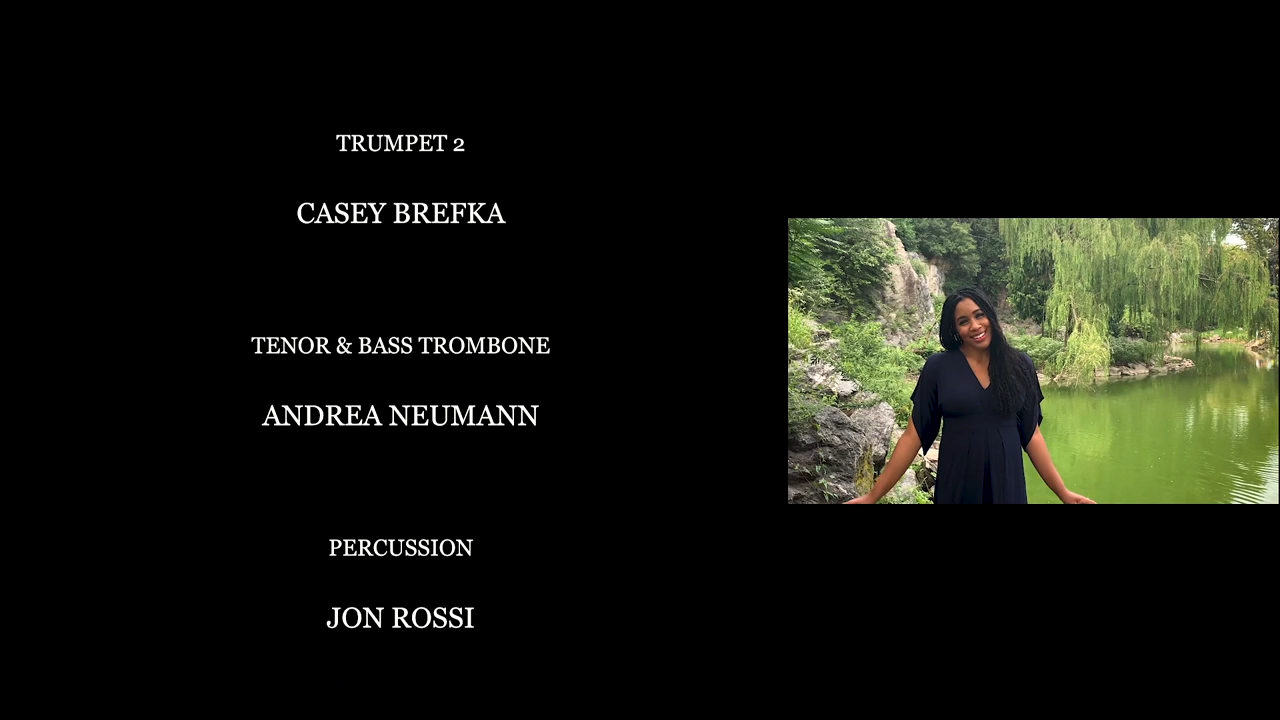 TRUMPET 2
CASEY BREFKA
TENOR & BASS TROMBONE
ANDREA NEUMANN
PERCUSSION
JON ROSSI